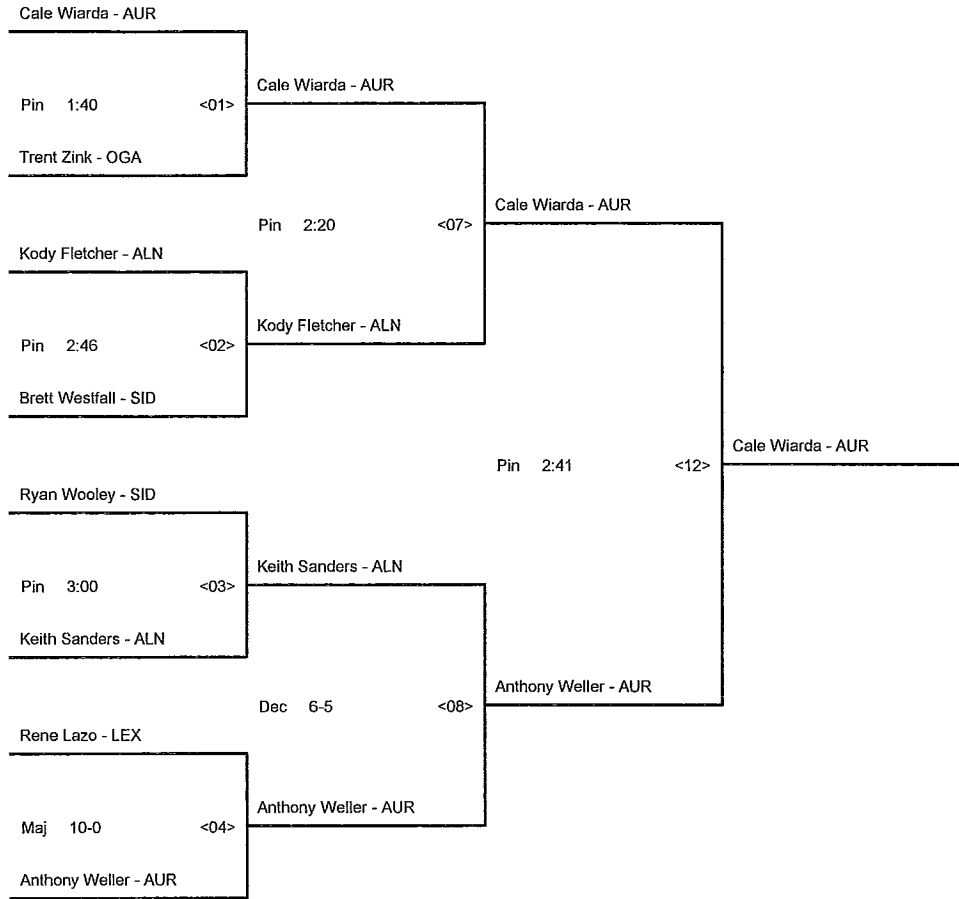 Cale Wiarda - AUR
Pin 1:40 <01>
Trent Zink - OGA
Cale Wiarda - AUR
Pin 2:20 <07>
Kody Fletcher - ALN
Pin 2:46 <02>
Brett Westfall - SID
Kody Fletcher - ALN
Cale Wiarda - AUR
Pin 2:41 <12>
Cale Wiarda - AUR
Ryan Wooley - SID
Pin 3:00 <03>
Keith Sanders - ALN
Keith Sanders - ALN
Dec 6-5 <08>
Anthony Weller - AUR
Rene Lazo - LEX
Maj 10-0 <04>
Anthony Weller - AUR
Anthony Weller - AUR